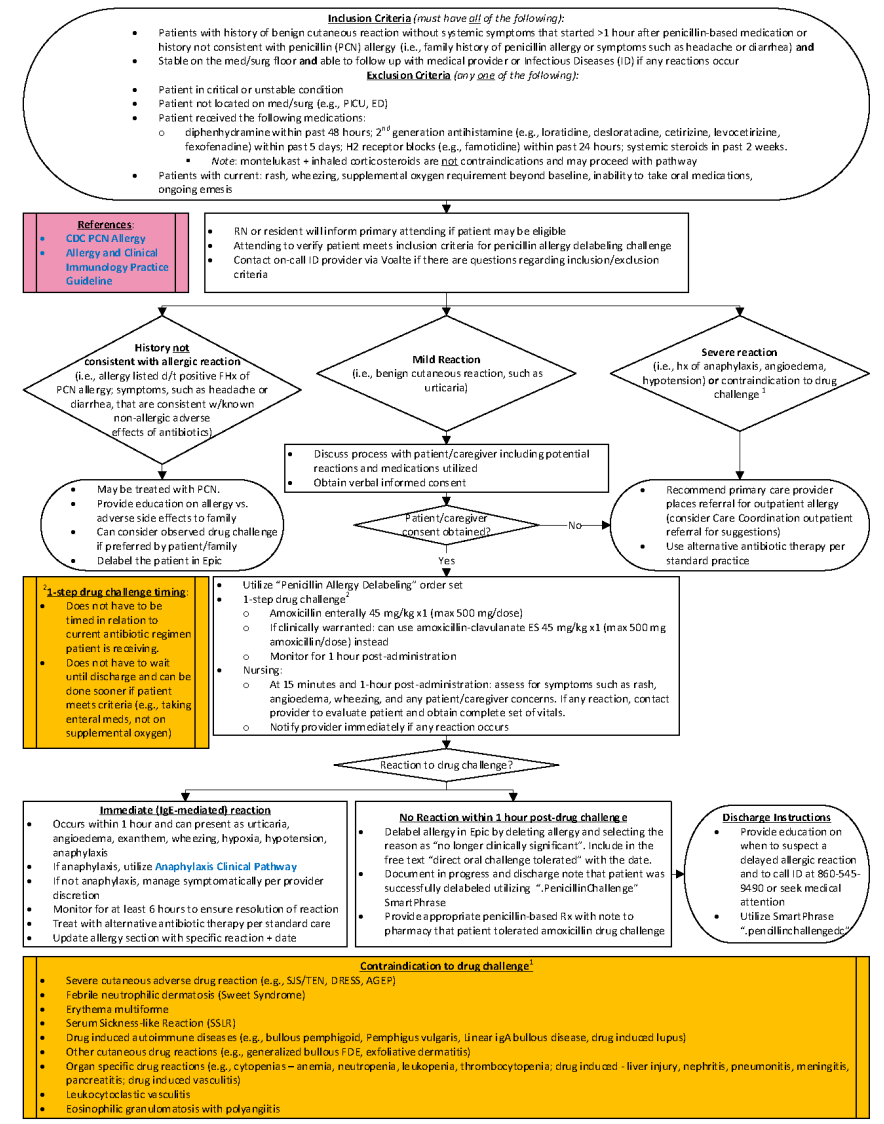 Inclusion Criteria (must have all of the following):
• Patients with history of benign cutaneous reaction without systemic symptoms that started >1 hour after penicillin-based medication or
history not consistent with penicillin (PCN) allergy (i.e., family history of penicillin allergy or symptoms such as headache or diarrhea) and
• Stable on the med/surg floor and able to follow up with medical provider or Infectious Diseases (ID) if any reactions occur
Exclusion Criteria (any one of the following):
• Patient in critical or unstable condition
• Patient not located on med/surg (e.g., PICU, ED)
• Patient received the following medications:
o diphenhydramine within past 48 hours; 2nd generation antihistamine (e.g., loratidine, desloratadine, cetirizine, levocetirizine,
fexofenadine) within past 5 days; H2 receptor blocks (e.g., famotidine) within past 24 hours; systemic steroids in past 2 weeks.
▪ Note: montelukast + inhaled corticosteroids are not contraindications and may proceed with pathway
• Patients with current: rash, wheezing, supplemental oxygen requirement beyond baseline, inability to take oral medications,
ongoing emesis
References:
• CDC PCN Allergy
• Allergy and Clinical
Immunology Practice
Guideline
• RN or resident will inform primary attending if patient may be eligible
• Attending to verify patient meets inclusion criteria for penicillin allergy delabeling challenge
• Contact on-call ID provider via Voalte if there are questions regarding inclusion/exclusion
criteria
History not
consistent with allergic reaction
(i.e., allergy listed d/t positive FHx of
PCN allergy; symptoms, such as headache or
diarrhea, that are consistent w/known
non-allergic adverse
effects of antibiotics)
Mild Reaction
(i.e., benign cutaneous reaction, such as
urticaria)
Severe reaction
(i.e., hx of anaphylaxis, angioedema,
hypotension) or contraindication to drug
challenge 1
• Discuss process with patient/caregiver including potential
reactions and medications utilized
• Obtain verbal informed consent
• May be treated with PCN.
• Provide education on allergy vs.
adverse side effects to family
• Can consider observed drug challenge
if preferred by patient/family
• Delabel the patient in Epic
Patient/caregiver
consent obtained?
No
Yes
• Recommend primary care provider
places referral for outpatient allergy
(consider Care Coordination outpatient
referral for suggestions)
• Use alternative antibiotic therapy per
standard practice
2 1-step drug challenge timing:
• Does not have to be
timed in relation to
current antibiotic regimen
patient is receiving.
• Does not have to wait
until discharge and can be
done sooner if patient
meets criteria (e.g., taking
enteral meds, not on
supplemental oxygen)
• Utilize "Penicillin Allergy Delabeling" order set
• 1-step drug challenge2
o Amoxicillin enterally 45 mg/kg x1 (max 500 mg/dose)
o If clinically warranted: can use amoxicillin-clavulanate ES 45 mg/kg x1 (max 500 mg
amoxicillin/dose) instead
o Monitor for 1 hour post-administration
• Nursing:
o At 15 minutes and 1-hour post-administration: assess for symptoms such as rash,
angioedema, wheezing, and any patient/caregiver concerns. If any reaction, contact
provider to evaluate patient and obtain complete set of vitals.
o Notify provider immediately if any reaction occurs
Reaction to drug challenge?
Immediate (IgE-mediated) reaction
• Occurs within 1 hour and can present as urticaria,
angioedema, exanthem, wheezing, hypoxia, hypotension,
anaphylaxis
• If anaphylaxis, utilize Anaphylaxis Clinical Pathway
• If not anaphylaxis, manage symptomatically per provider
discretion
• Monitor for at least 6 hours to ensure resolution of reaction
• Treat with alternative antibiotic therapy per standard care
• Update allergy section with specific reaction + date
No Reaction within 1 hour post-drug challenge
• Delabel allergy in Epic by deleting allergy and selecting the
reason as "no longer clinically significant". Include in the
free text "direct oral challenge tolerated" with the date.
• Document in progress and discharge note that patient was
successfully delabeled utilizing ".PenicillinChallenge"
SmartPhrase
• Provide appropriate penicillin-based Rx with note to
pharmacy that patient tolerated amoxicillin drug challenge
Discharge Instructions
• Provide education on
when to suspect a
delayed allergic reaction
and to call ID at 860-545-
9490 or seek medical
attention
• Utilize SmartPhrase
".penicillinchallengedc"
Contraindication to drug challenge1
• Severe cutaneous adverse drug reaction (e.g., SJS/TEN, DRESS, AGEP)
• Febrile neutrophilic dermatosis (Sweet Syndrome)
• Erythema multiforme
• Serum Sickness-like Reaction (SSLR)
• Drug induced autoimmune diseases (e.g., bullous pemphigoid, Pemphigus vulgaris, Linear igA bullous disease, drug induced lupus)
• Other cutaneous drug reactions (e.g., generalized bullous FDE, exfoliative dermatitis)
• Organ specific drug reactions (e.g., cytopenias – anemia, neutropenia, leukopenia, thrombocytopenia; drug induced - liver injury, nephritis, pneumonitis, meningitis,
pancreatitis; drug induced vasculitis)
• Leukocytoclastic vasculitis
• Eosinophilic granulomatosis with polyangiitis